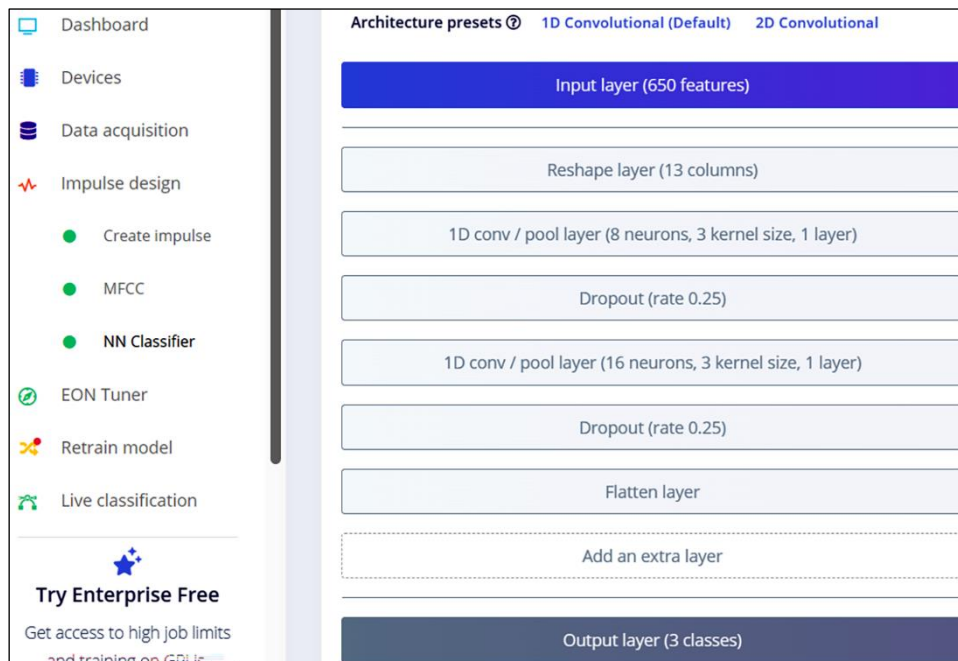 Dashboard
Devices
Data acquisition
Impulse design
Create impulse
MFCC
NN Classifier
EON Tuner
Retrain model
Live classification
Try Enterprise Free
Get access to high job limits
and training on GPUs
Architecture presets 1D Convolutional (Default) 2D Convolutional
Input layer (650 features)
Reshape layer (13 columns)
1D conv / pool layer (8 neurons, 3 kernel size, 1 layer)
Dropout (rate 0.25)
1D conv / pool layer (16 neurons, 3 kernel size, 1 layer)
Dropout (rate 0.25)
Flatten layer
Add an extra layer
Output layer (3 classes)